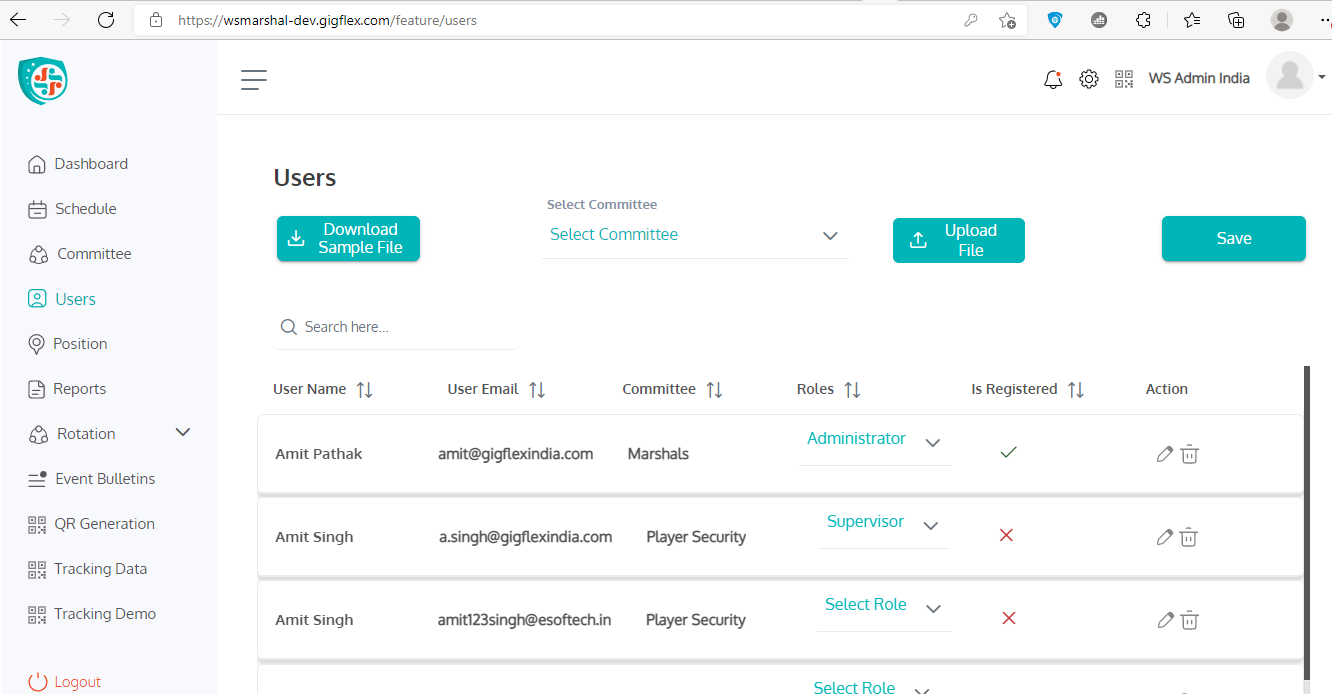 https://wsmarshal-dev.gigflex.com/feature/users
WS Admin India
Dashboard
Schedule
Committee
Users
Position
Reports
Rotation
Event Bulletins
QR Generation
Tracking Data
Tracking Demo
Logout
Users
Download
Sample File
Select Committee
Select Committee
Upload
File
Save
Search here...
User Name User Email Committee Roles Is Registered Action
Amit Pathak amit@gigflexindia.com Marshals Administrator
Amit Singh a.singh@gigflexindia.com Player Security Supervisor
Amit Singh amit123singh@esoftech.in Player Security Select Role
Select Role